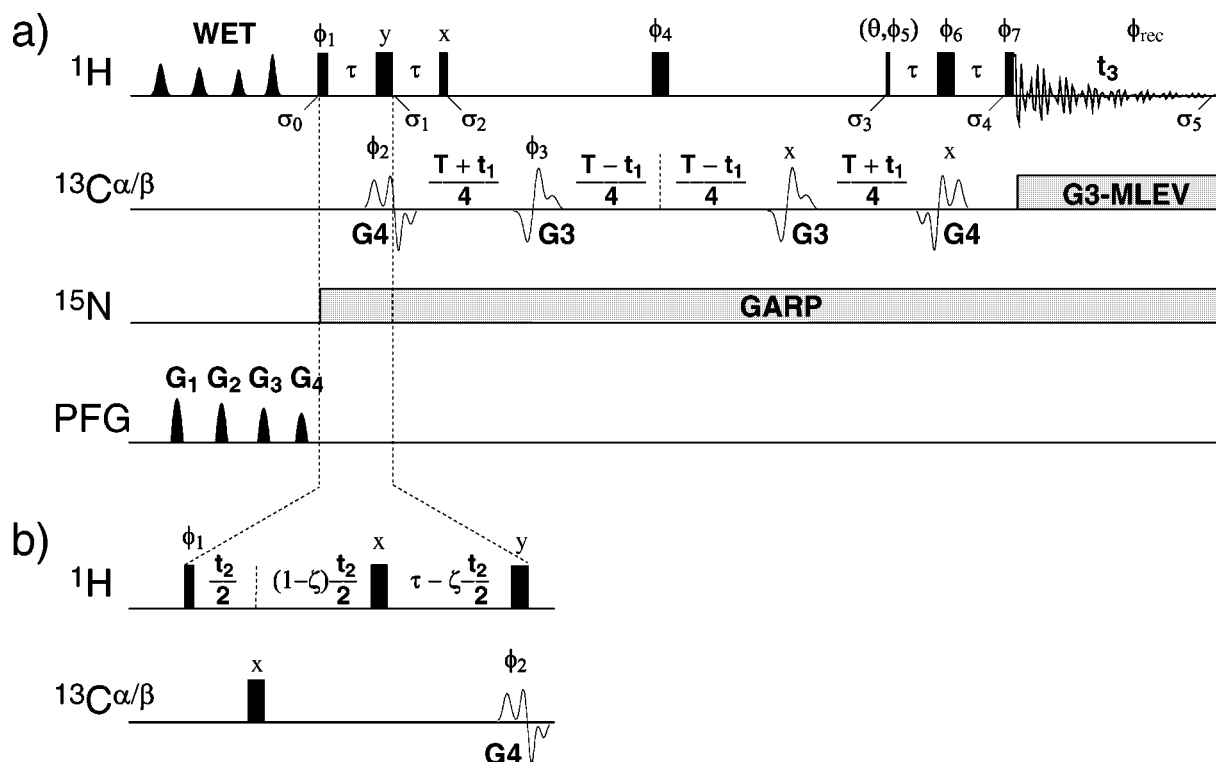 a)
WET
ϕ1 y x ϕ4 (θ,ϕ5) ϕ6 ϕ7 ϕrec
1H τ τ τ τ t3
σ0 σ1 σ2 σ3 σ4 σ5
ϕ2 ϕ3 x x
13Cα/β T + t1 / 4 T − t1 / 4 T − t1 / 4 T + t1 / 4 G3-MLEV
G4 G3 G3 G4
15N GARP
G1 G2 G3 G4
PFG
b)
ϕ1 x y
1H t2/2 (1−ζ) t2/2 τ − ζ t2/2
x ϕ2
13Cα/β
G4